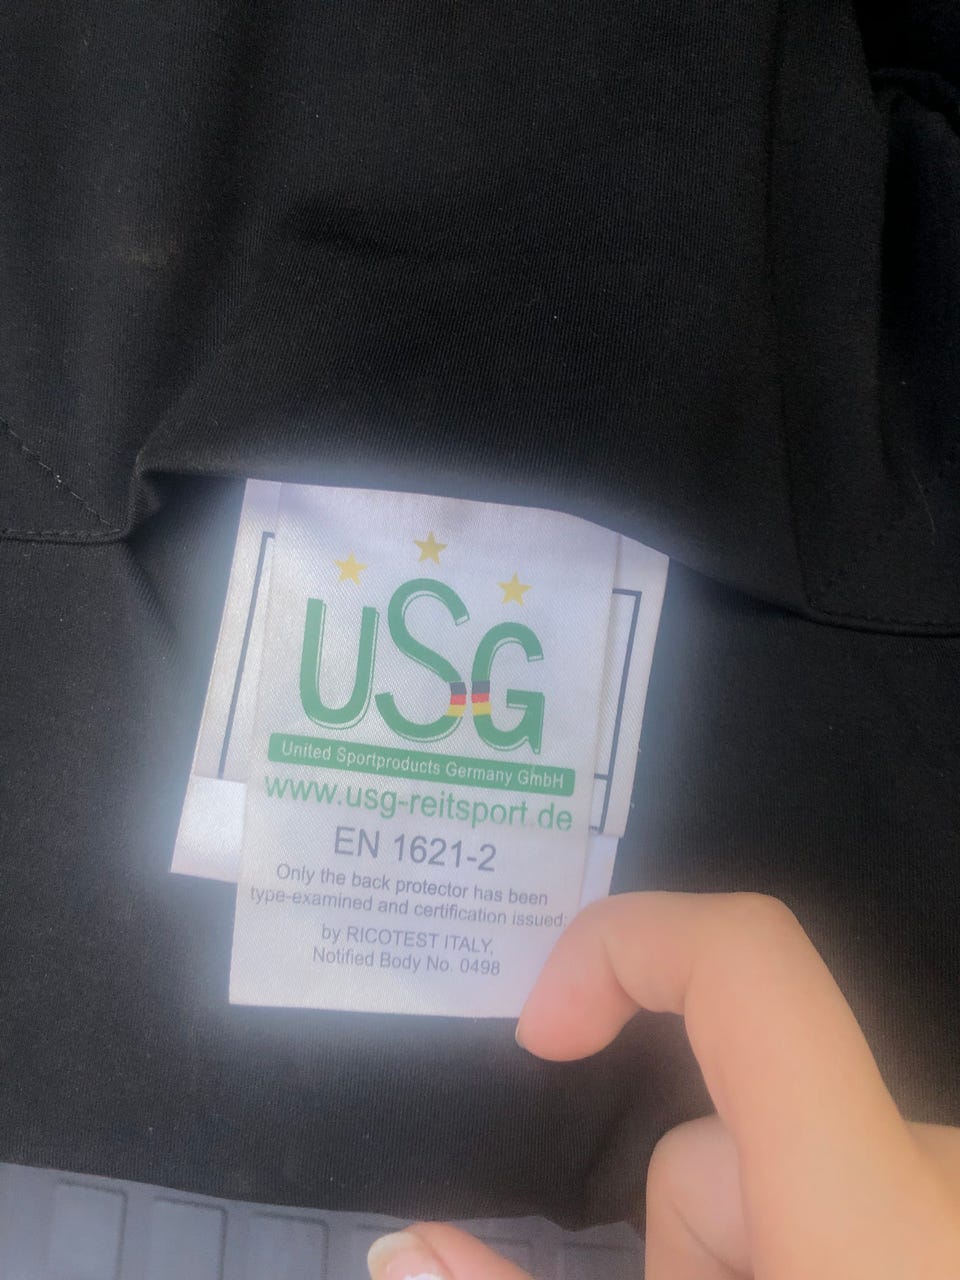 USG
United Sportproducts Germany GmbH
www.usg-reitsport.de
EN 1621-2
Only the back protector has been
type-examined and certification issued:
by RICOTEST ITALY,
Notified Body No. 0498